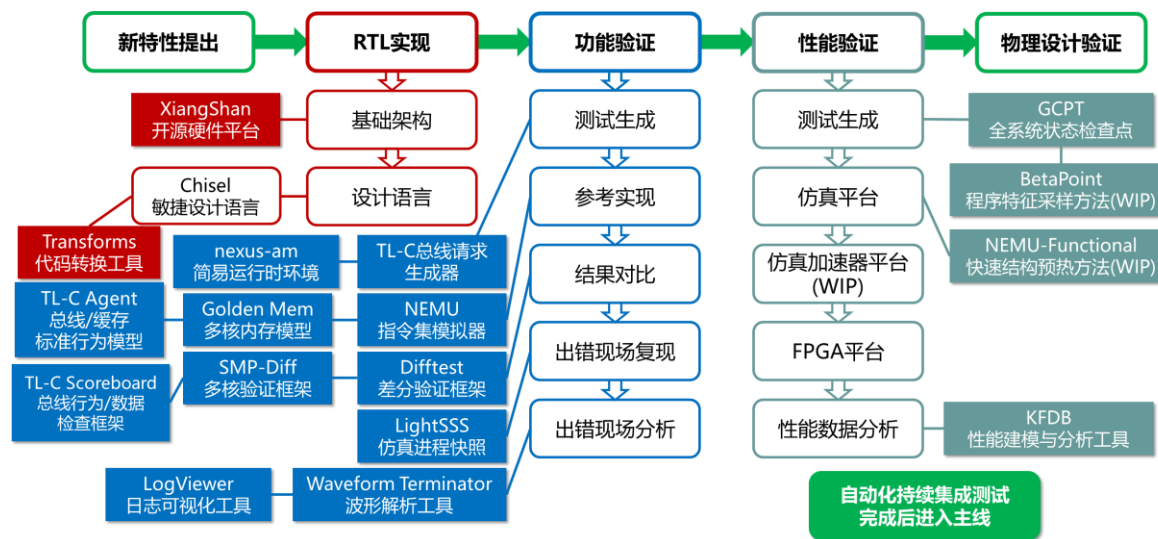 新特性提出
RTL实现
功能验证
性能验证
物理设计验证
XiangShan
开源硬件平台
基础架构
测试生成
测试生成
GCPT
全系统状态检查点
Chisel
敏捷设计语言
设计语言
参考实现
仿真平台
BetaPoint
程序特征采样方法(WIP)
Transforms
代码转换工具
nexus-am
简易运行时环境
TL-C总线请求
生成器
结果对比
仿真加速器平台
(WIP)
NEMU-Functional
快速结构预热方法(WIP)
TL-C Agent
总线/缓存
标准行为模型
Golden Mem
多核内存模型
NEMU
指令集模拟器
出错现场复现
FPGA平台
TL-C Scoreboard
总线行为/数据
检查框架
SMP-Diff
多核验证框架
Difftest
差分验证框架
LightSSS
仿真进程快照
出错现场分析
性能数据分析
KFDB
性能建模与分析工具
LogViewer
日志可视化工具
Waveform Terminator
波形解析工具
自动化持续集成测试
完成后进入主线